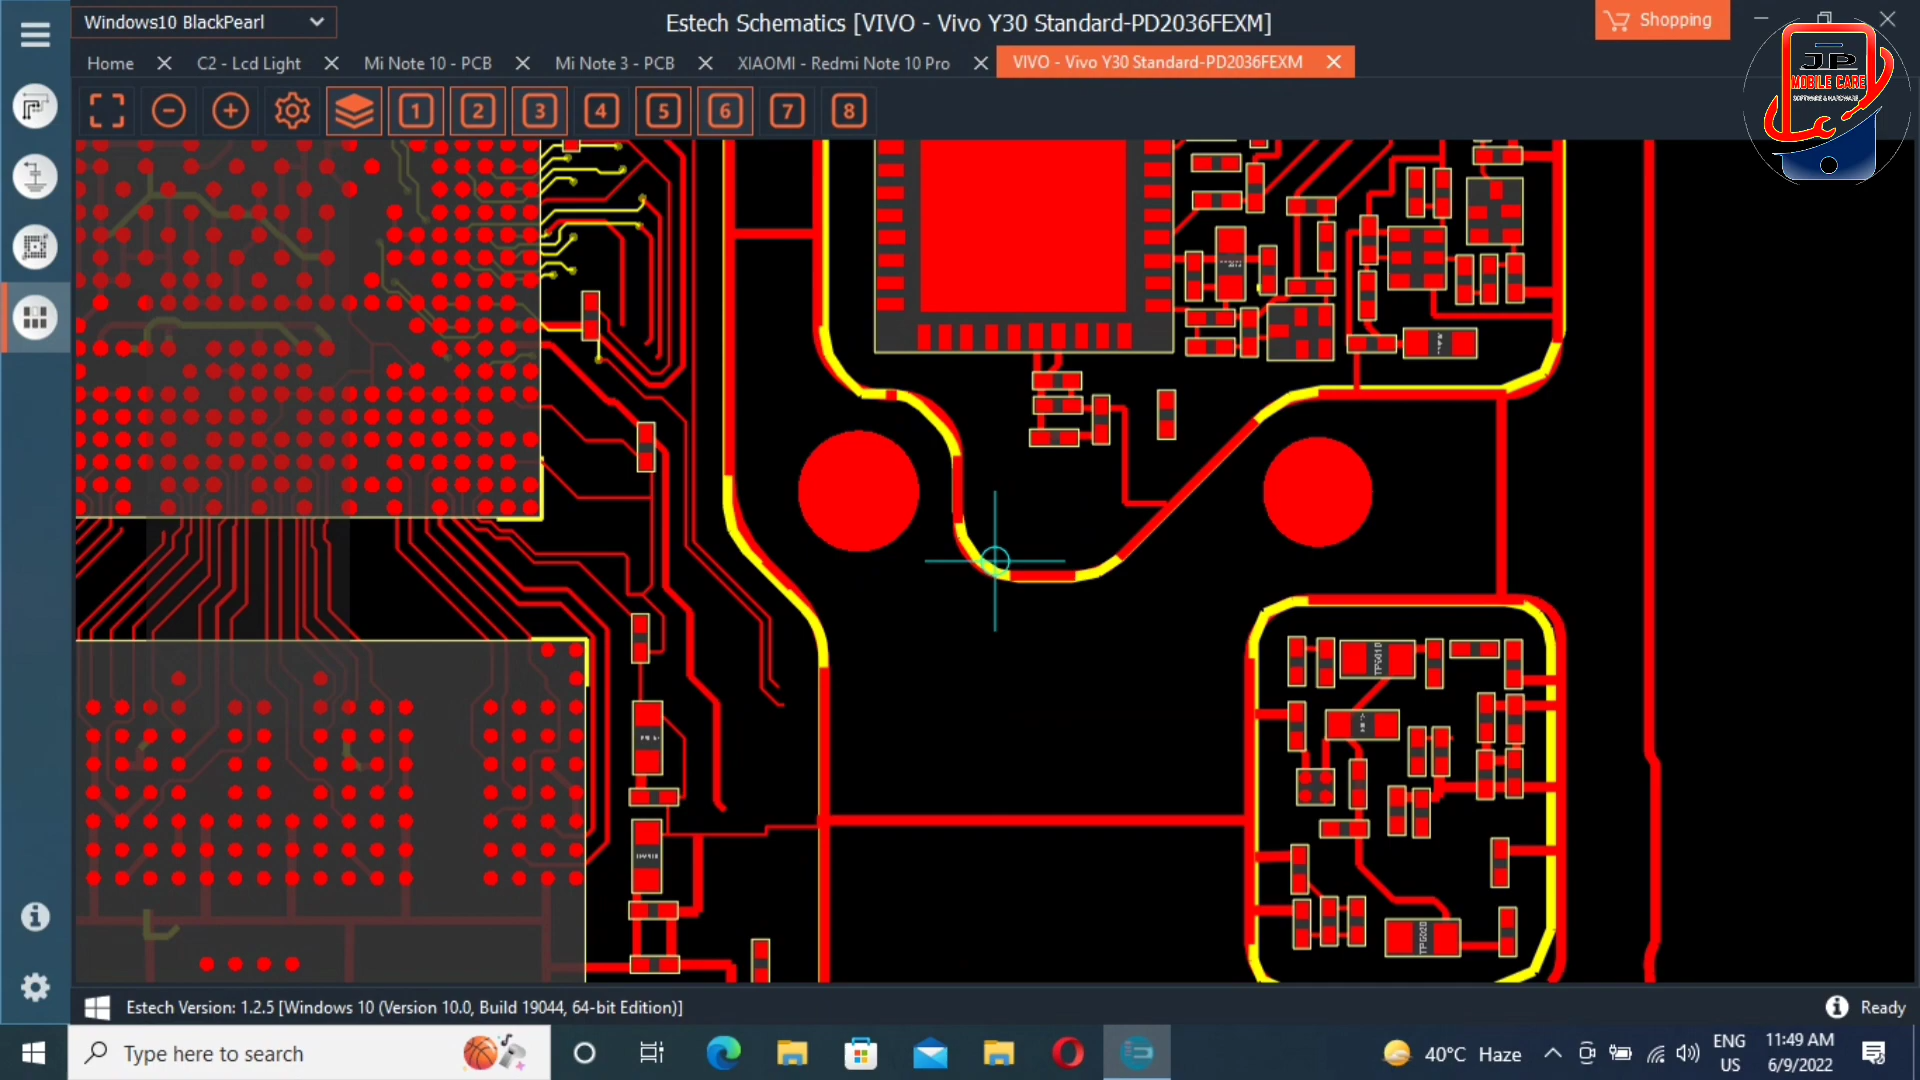 Windows10 BlackPearl
Estech Schematics [VIVO - Vivo Y30 Standard-PD2036FEXM]
Shopping
Home
C2 - Lcd Light
Mi Note 10 - PCB
Mi Note 3 - PCB
XIAOMI - Redmi Note 10 Pro
VIVO - Vivo Y30 Standard-PD2036FEXM
JP
MOBILE CARE
SOFTWARE & HARDWARE
1
2
3
4
5
6
7
8
Estech Version: 1.2.5 [Windows 10 (Version 10.0, Build 19044, 64-bit Edition)]
Ready
Type here to search
40°C Haze
ENG
US
11:49 AM
6/9/2022